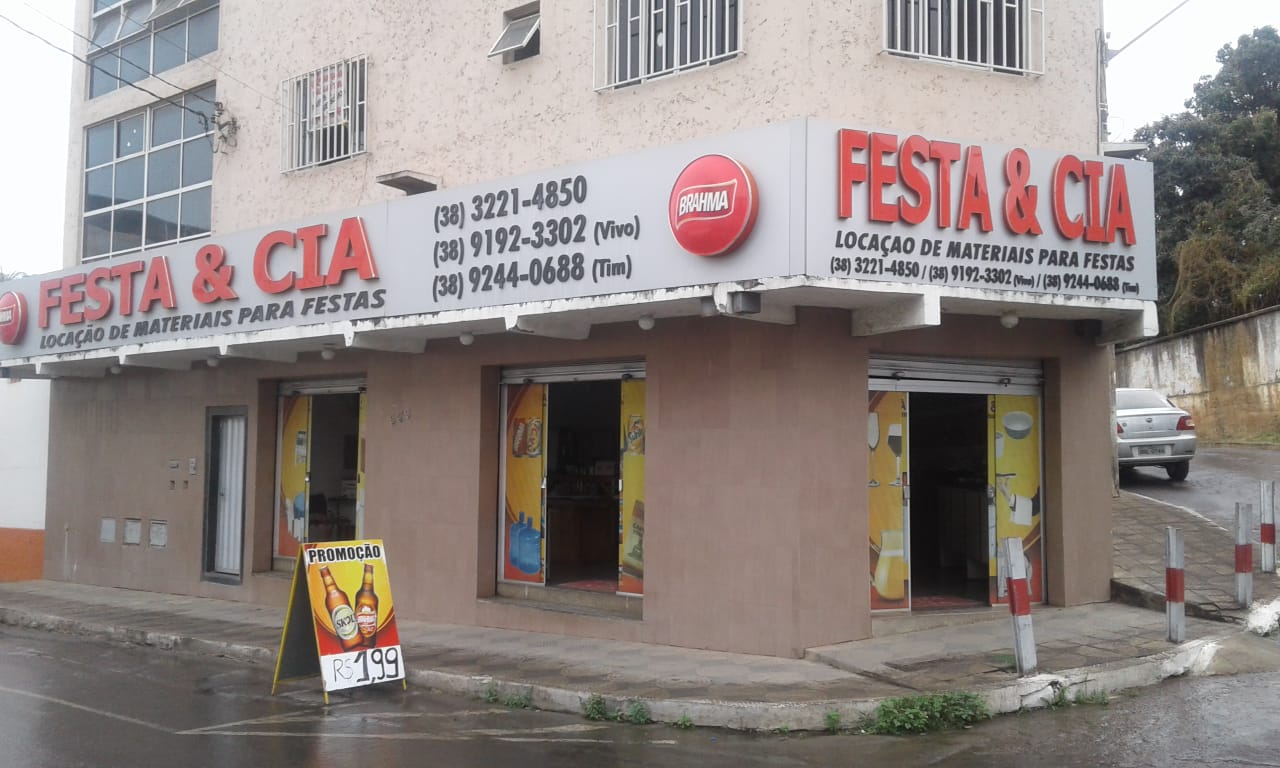 FESTA & CIA
LOCAÇÃO DE MATERIAIS PARA FESTAS
(38) 3221-4850
(38) 9192-3302 (Vivo)
(38) 9244-0688 (Tim)
BRAHMA
FESTA & CIA
LOCAÇAO DE MATERIAIS PARA FESTAS
(38) 3221-4850 / (38) 9192-3302 (Vivo) / (38) 9244-0688 (Tim)
PROMOÇÃO
SKOL
R$ 1,99